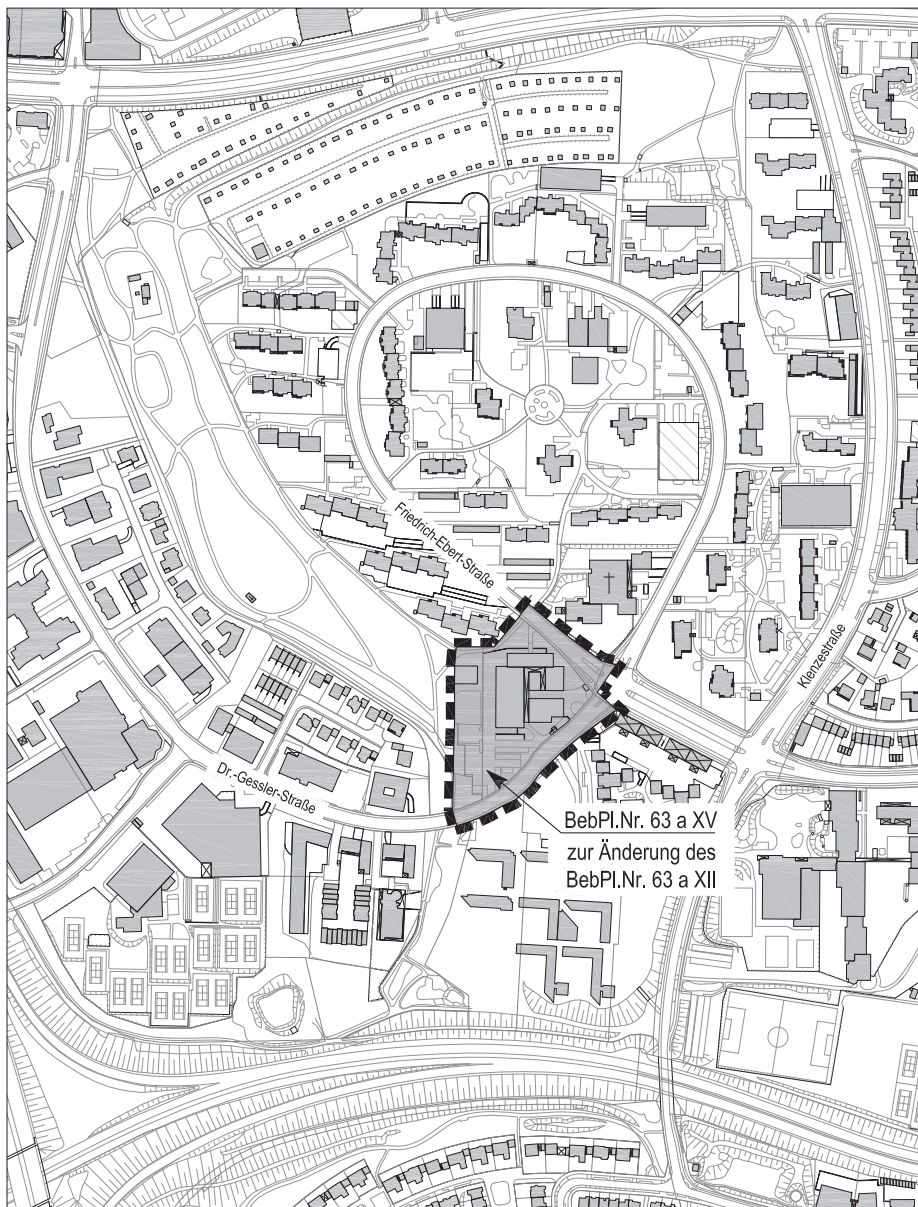 Friedrich-Ebert-Straße
Klenzestraße
Dr.-Gessler-Straße
BebPl.Nr. 63 a XV
zur Änderung des
BebPl.Nr. 63 a XII